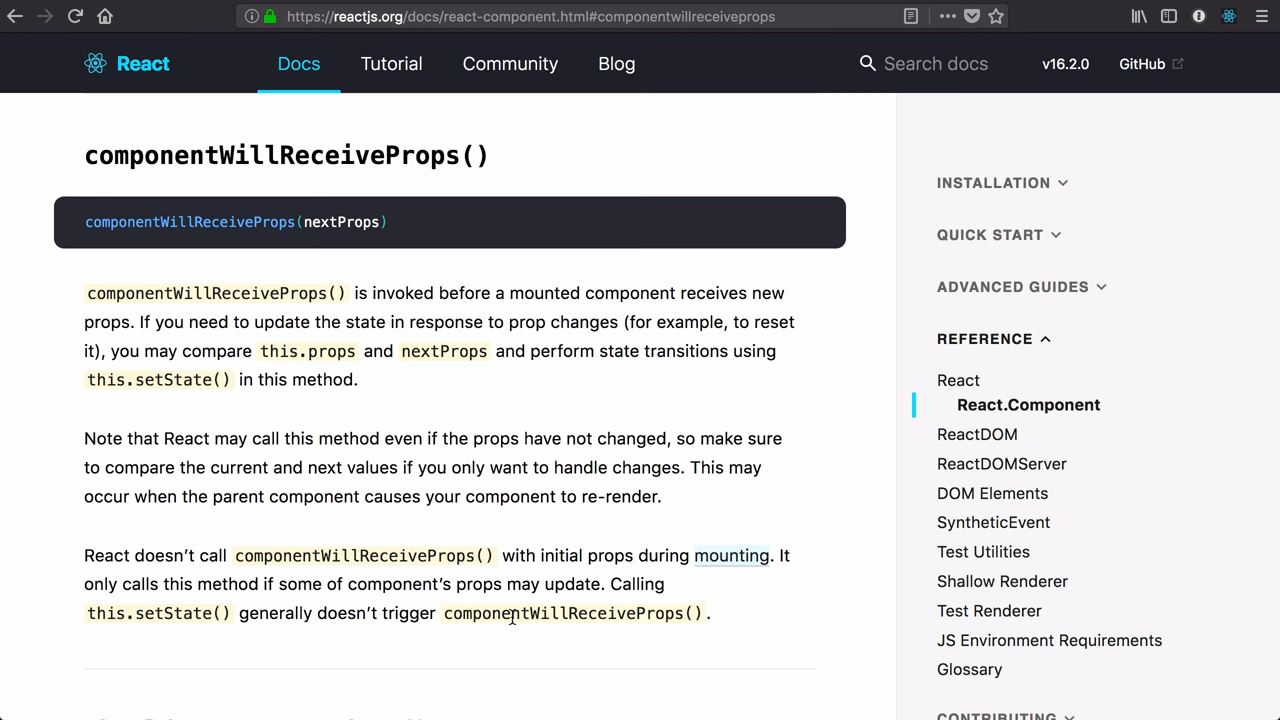 https://reactjs.org/docs/react-component.html#componentwillreceiveprops
React
Docs
Tutorial
Community
Blog
Search docs
v16.2.0
GitHub
componentWillReceiveProps()
componentWillReceiveProps(nextProps)
componentWillReceiveProps() is invoked before a mounted component receives new
props. If you need to update the state in response to prop changes (for example, to reset
it), you may compare this.props and nextProps and perform state transitions using
this.setState() in this method.
Note that React may call this method even if the props have not changed, so make sure
to compare the current and next values if you only want to handle changes. This may
occur when the parent component causes your component to re-render.
React doesn’t call componentWillReceiveProps() with initial props during mounting. It
only calls this method if some of component’s props may update. Calling
this.setState() generally doesn’t trigger componentWillReceiveProps().
INSTALLATION
QUICK START
ADVANCED GUIDES
REFERENCE
React
React.Component
ReactDOM
ReactDOMServer
DOM Elements
SyntheticEvent
Test Utilities
Shallow Renderer
Test Renderer
JS Environment Requirements
Glossary
CONTRIBUTING